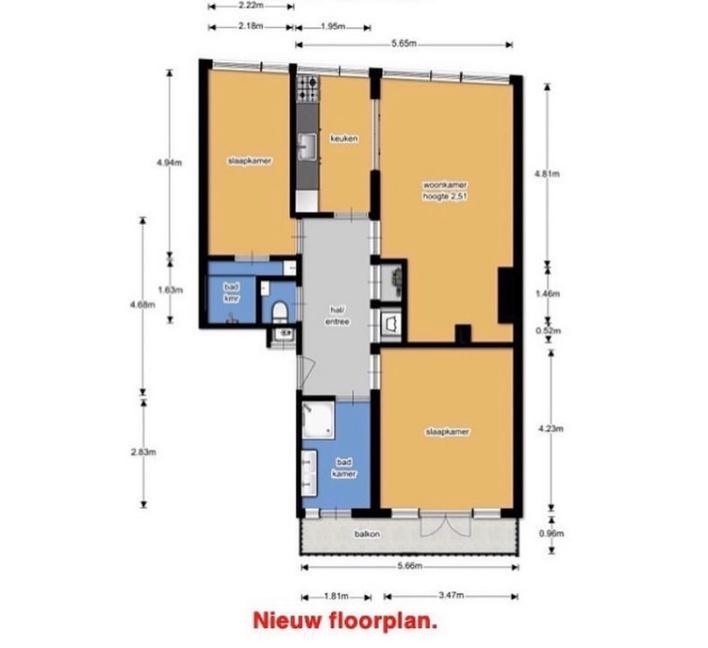 2.22m
2.18m
1.95m
5.65m
keuken
slaapkamer
4.94m
4.81m
woonkamer
hoogte 2,51
bad
kmr
1.63m
4.68m
1.46m
hal/
entree
0.52m
slaapkamer
4.23m
2.83m
bad
kamer
balkon
0.96m
5.66m
1.81m
3.47m
Nieuw floorplan.